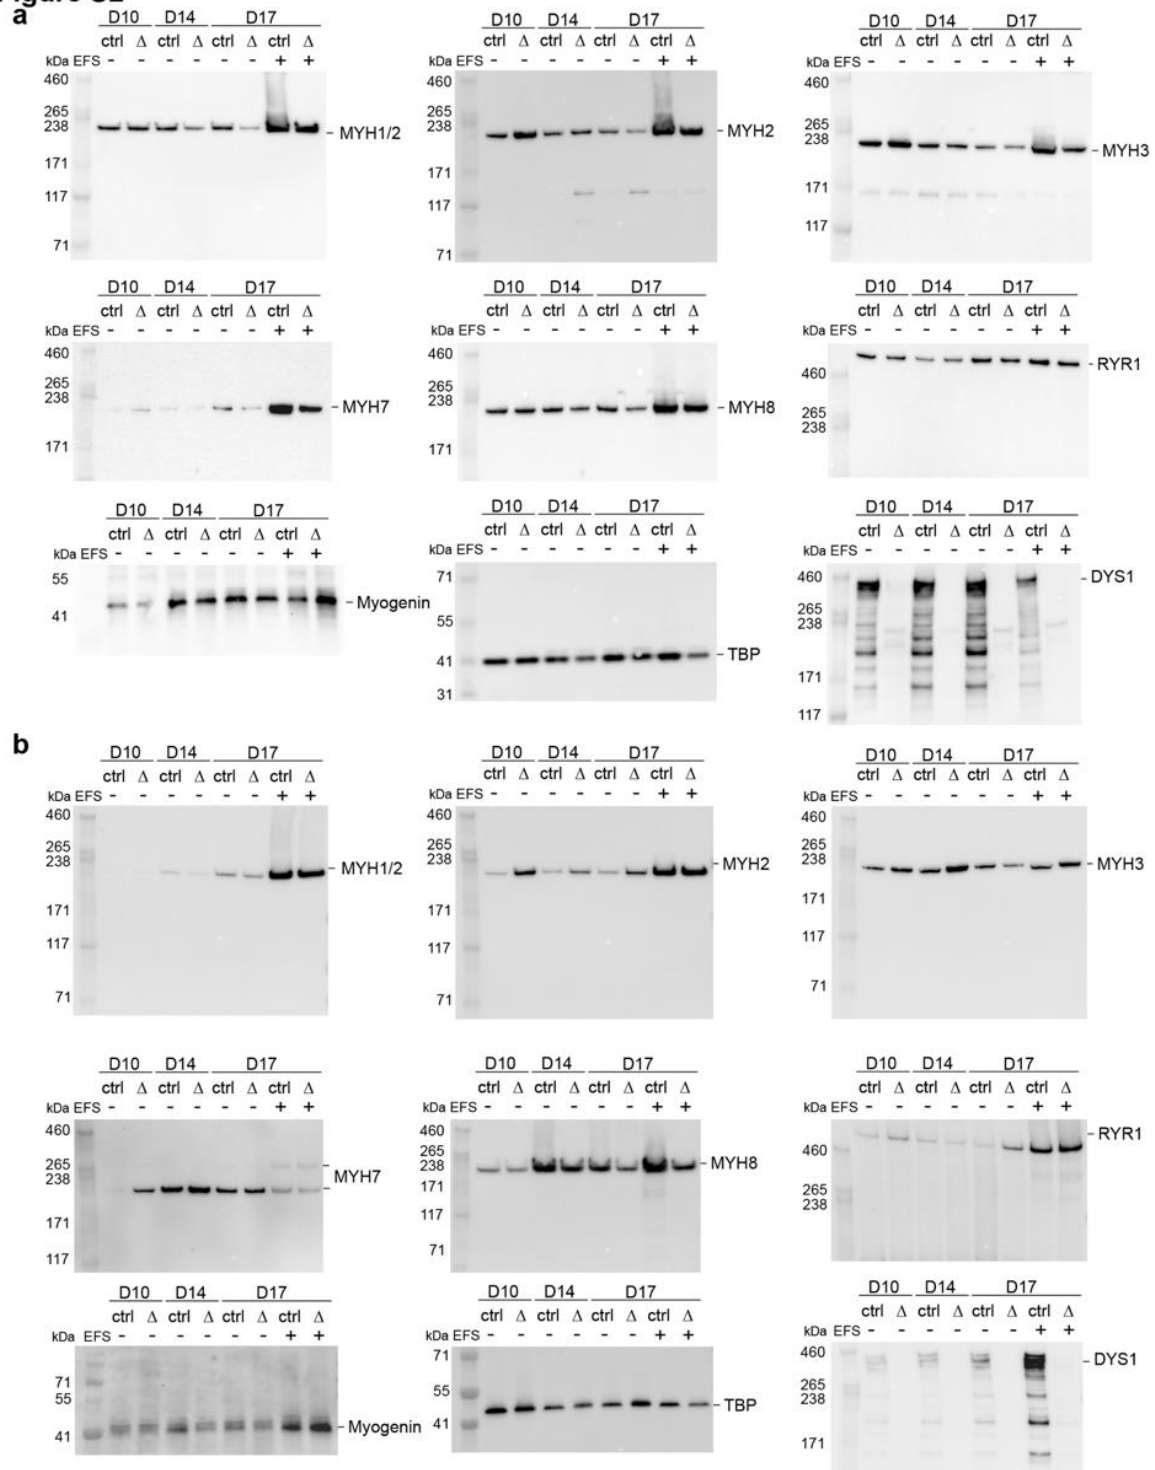 a
D10 D14 D17
ctrl Δ ctrl Δ ctrl Δ ctrl Δ
kDa EFS - - - - - - + +
460
265
238
MYH1/2
171
117
71
D10 D14 D17
ctrl Δ ctrl Δ ctrl Δ ctrl Δ
kDa EFS - - - - - - + +
460
265
238
MYH2
171
117
71
D10 D14 D17
ctrl Δ ctrl Δ ctrl Δ ctrl Δ
kDa EFS - - - - - - + +
460
265
238
MYH3
171
117
D10 D14 D17
ctrl Δ ctrl Δ ctrl Δ ctrl Δ
kDa EFS - - - - - - + +
460
265
238
MYH7
171
D10 D14 D17
ctrl Δ ctrl Δ ctrl Δ ctrl Δ
kDa EFS - - - - - - + +
460
265
238
MYH8
171
D10 D14 D17
ctrl Δ ctrl Δ ctrl Δ ctrl Δ
kDa EFS - - - - - - + +
RYR1
460
265
238
D10 D14 D17
ctrl Δ ctrl Δ ctrl Δ ctrl Δ
kDa EFS - - - - - - + +
55
Myogenin
41
D10 D14 D17
ctrl Δ ctrl Δ ctrl Δ ctrl Δ
kDa EFS - - - - - - + +
71
55
TBP
41
31
D10 D14 D17
ctrl Δ ctrl Δ ctrl Δ ctrl Δ
kDa EFS - - - - - - + +
460
DYS1
265
238
171
117
b
D10 D14 D17
ctrl Δ ctrl Δ ctrl Δ ctrl Δ
kDa EFS - - - - - - + +
460
265
238
MYH1/2
171
117
71
D10 D14 D17
ctrl Δ ctrl Δ ctrl Δ ctrl Δ
kDa EFS - - - - - - + +
460
265
238
MYH2
171
117
71
D10 D14 D17
ctrl Δ ctrl Δ ctrl Δ ctrl Δ
kDa EFS - - - - - - + +
460
265
238
MYH3
171
117
71
D10 D14 D17
ctrl Δ ctrl Δ ctrl Δ ctrl Δ
kDa EFS - - - - - - + +
460
265
238
MYH7
171
117
D10 D14 D17
ctrl Δ ctrl Δ ctrl Δ ctrl Δ
kDa EFS - - - - - - + +
460
265
238
MYH8
171
117
71
D10 D14 D17
ctrl Δ ctrl Δ ctrl Δ ctrl Δ
kDa EFS - - - - - - + +
RYR1
460
265
238
D10 D14 D17
ctrl Δ ctrl Δ ctrl Δ ctrl Δ
kDa EFS - - - - - - + +
71
55
Myogenin
41
D10 D14 D17
ctrl Δ ctrl Δ ctrl Δ ctrl Δ
kDa EFS - - - - - - + +
71
55
TBP
41
D10 D14 D17
ctrl Δ ctrl Δ ctrl Δ ctrl Δ
kDa EFS - - - - - - + +
460
DYS1
265
238
171